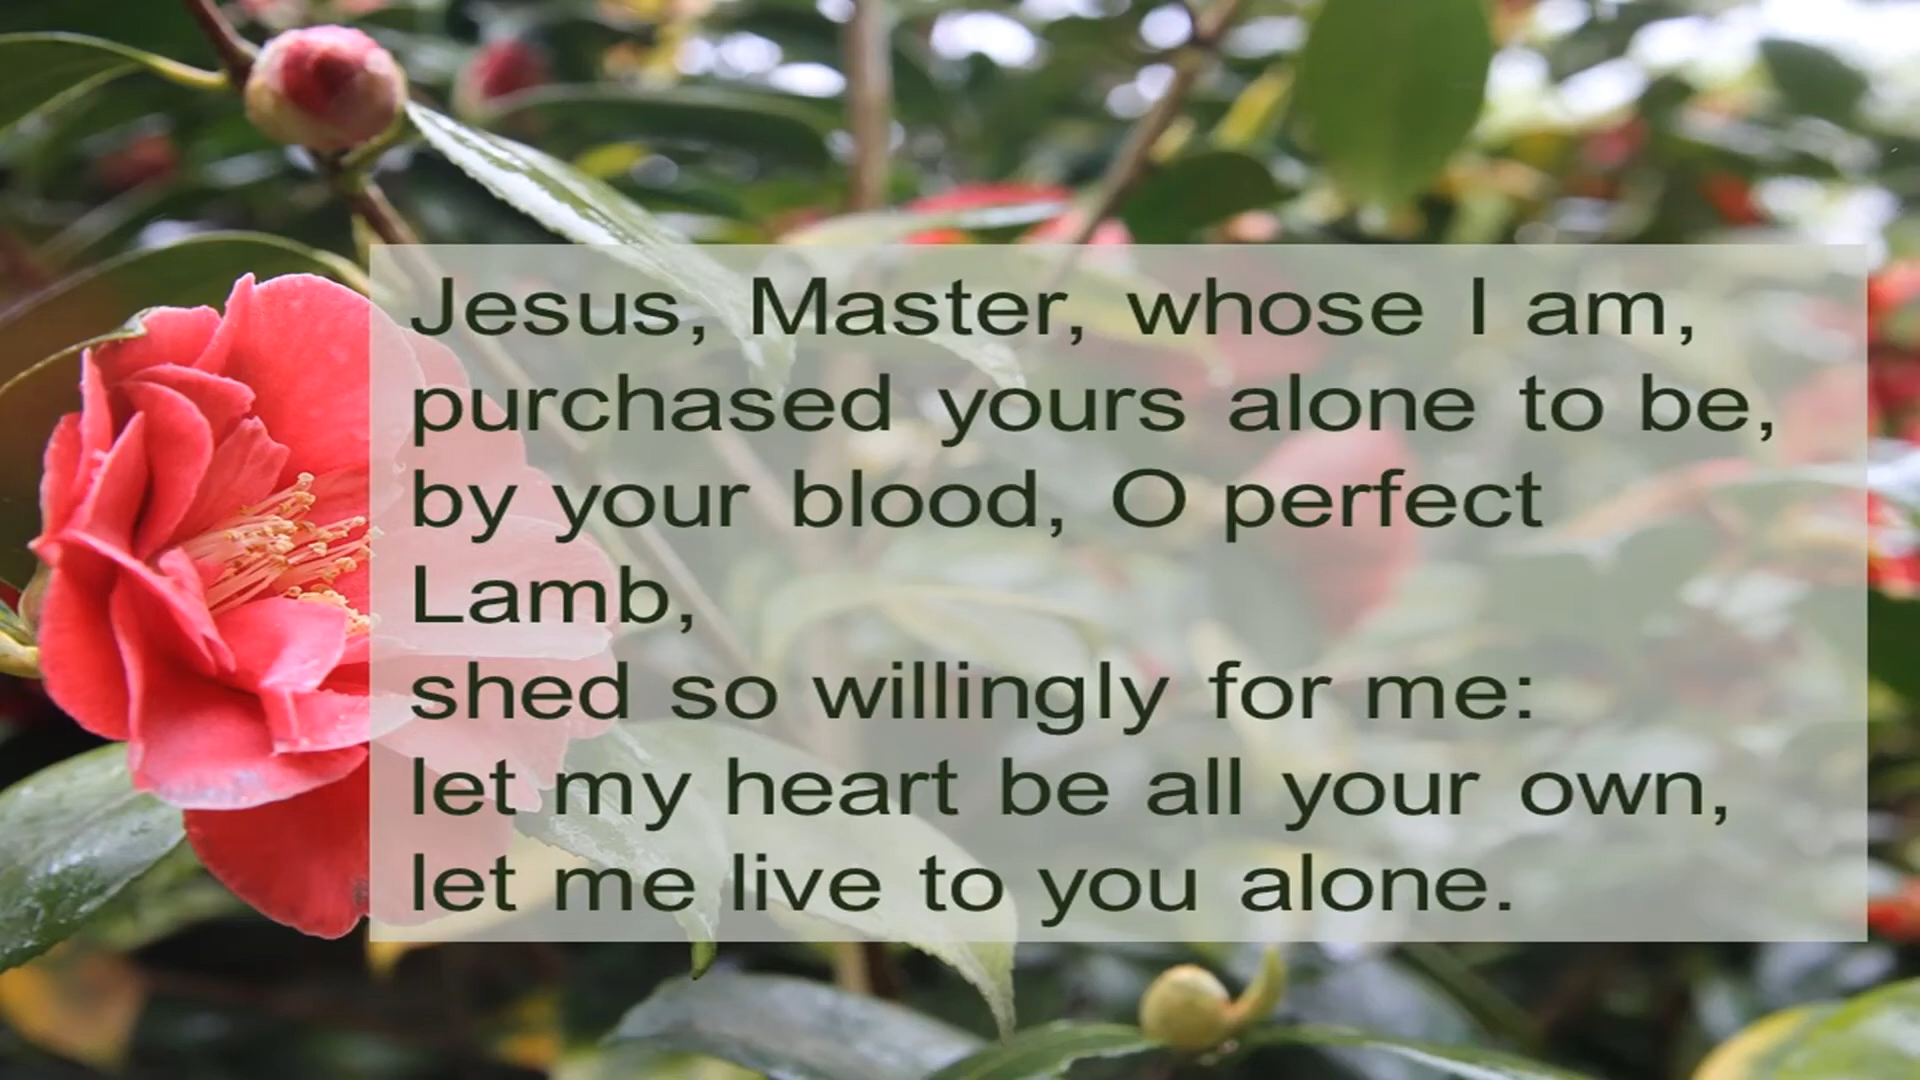 Jesus, Master, whose I am,
purchased yours alone to be,
by your blood, O perfect
Lamb,
shed so willingly for me:
let my heart be all your own,
let me live to you alone.